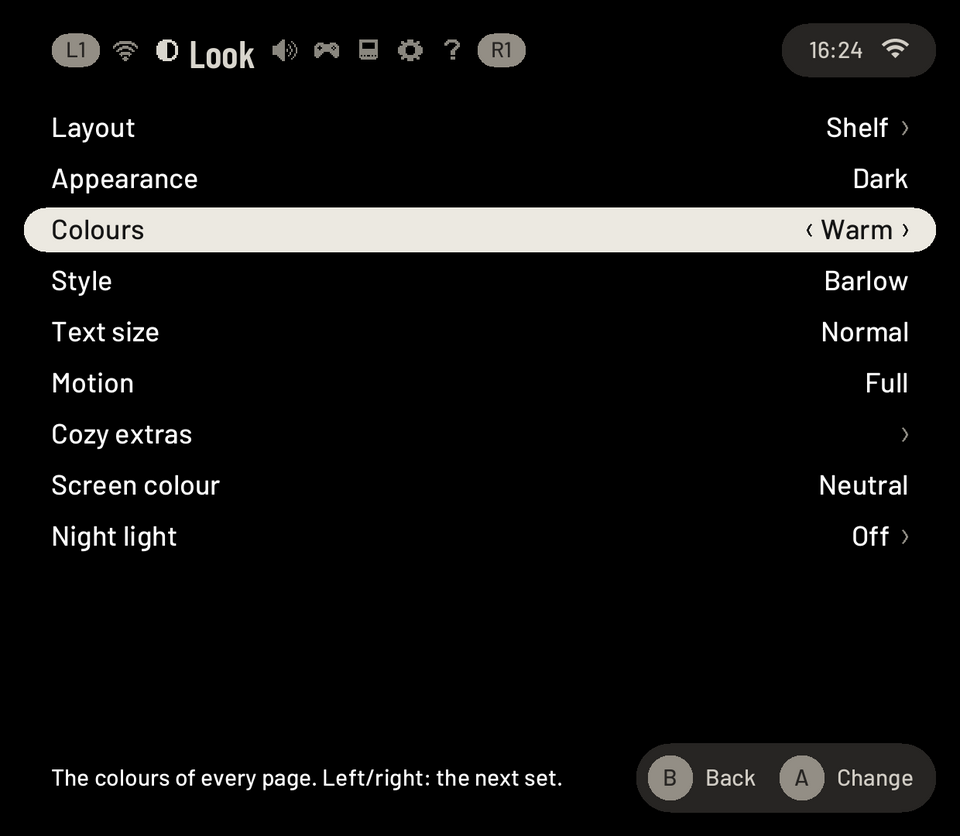 L1 Look ? R1 16:24
Layout Shelf ›
Appearance Dark
Colours ‹ Warm ›
Style Barlow
Text size Normal
Motion Full
Cozy extras ›
Screen colour Neutral
Night light Off ›
The colours of every page. Left/right: the next set. B Back A Change